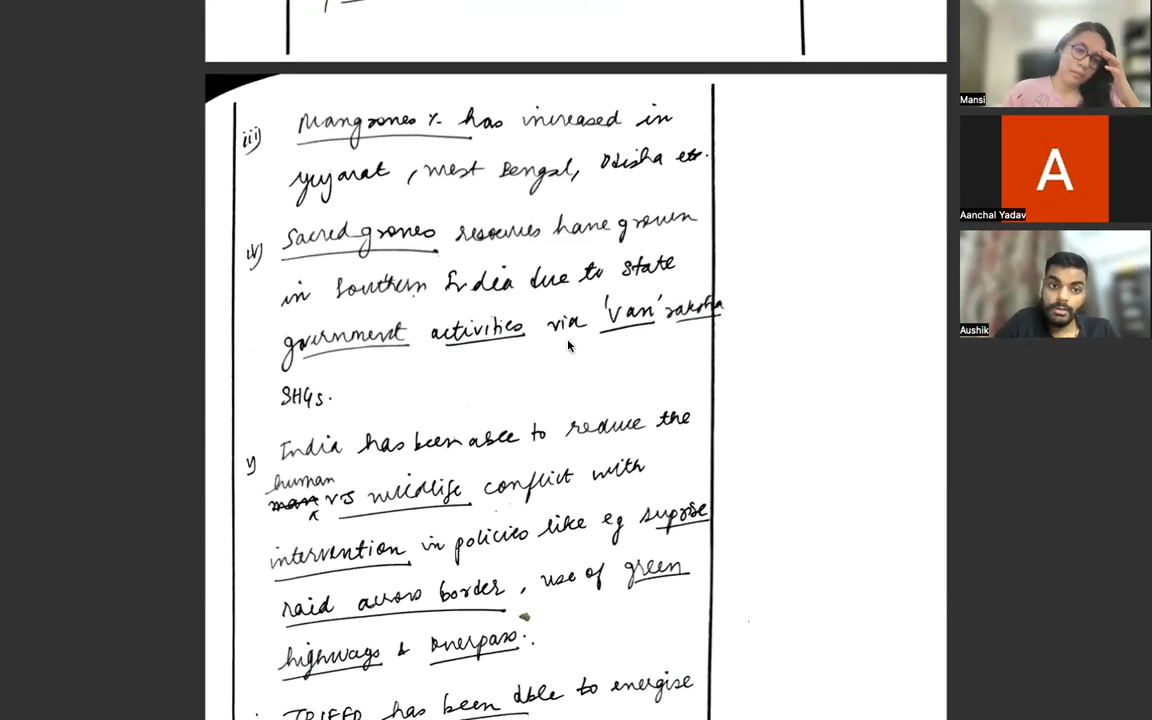 iii) Mangroves %. has increased in
Gujarat, West Bengal, Odisha etc.
iv) Sacred groves resources have grown
in Southern India due to state
government activities via 'Van' raksha
SHGs.
v) India has been able to reduce the
human
vs wildlife conflict with
intervention in policies like eg suprise
raid across border, use of green
highways & overpass.
TRIFED has been able to energise
Mansi
A
Aanchal Yadav
Aushik